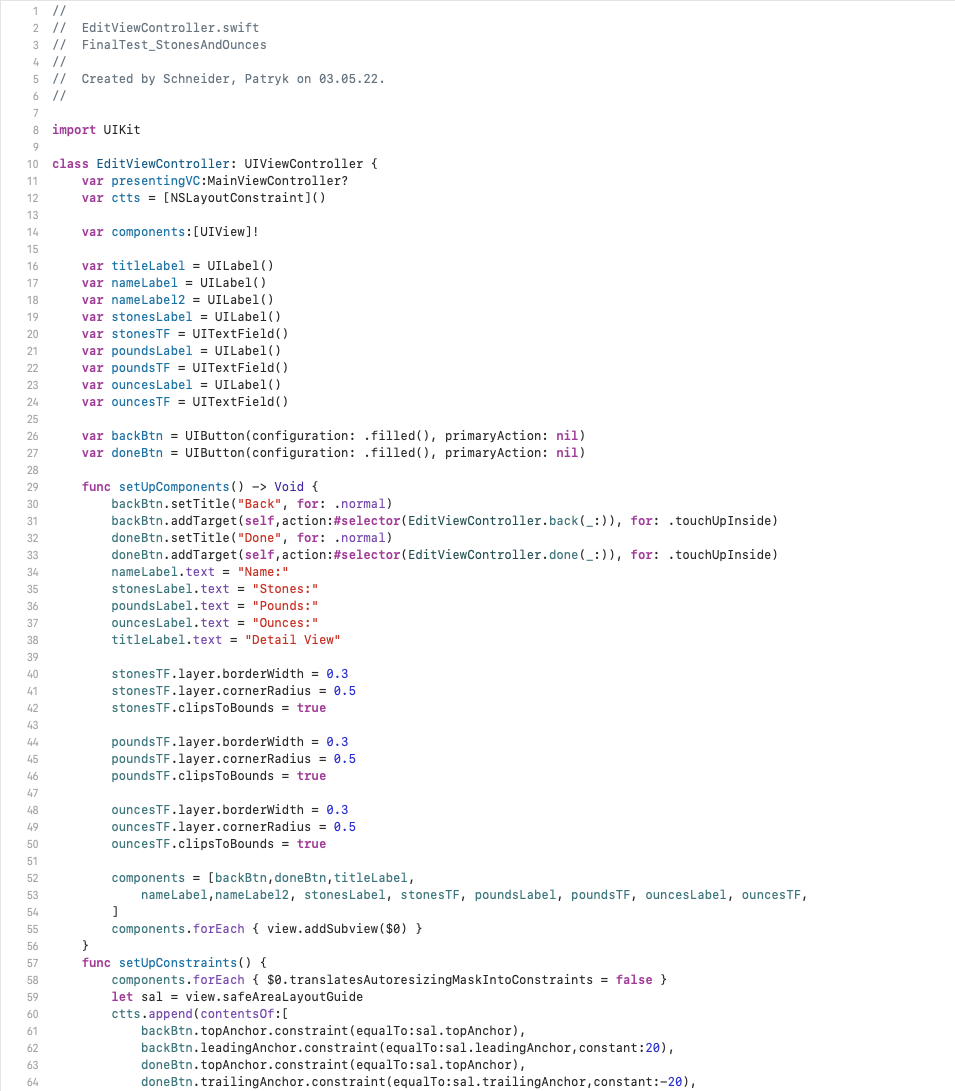 1 //
2 //  EditViewController.swift
3 //  FinalTest_StonesAndOunces
4 //
5 //  Created by Schneider, Patryk on 03.05.22.
6 //
7
8 import UIKit
9
10 class EditViewController: UIViewController {
11     var presentingVC:MainViewController?
12     var ctts = [NSLayoutConstraint]()
13
14     var components:[UIView]!
15
16     var titleLabel = UILabel()
17     var nameLabel = UILabel()
18     var nameLabel2 = UILabel()
19     var stonesLabel = UILabel()
20     var stonesTF = UITextField()
21     var poundsLabel = UILabel()
22     var poundsTF = UITextField()
23     var ouncesLabel = UILabel()
24     var ouncesTF = UITextField()
25
26     var backBtn = UIButton(configuration: .filled(), primaryAction: nil)
27     var doneBtn = UIButton(configuration: .filled(), primaryAction: nil)
28
29     func setUpComponents() -> Void {
30         backBtn.setTitle("Back", for: .normal)
31         backBtn.addTarget(self,action:#selector(EditViewController.back(_:)), for: .touchUpInside)
32         doneBtn.setTitle("Done", for: .normal)
33         doneBtn.addTarget(self,action:#selector(EditViewController.done(_:)), for: .touchUpInside)
34         nameLabel.text = "Name:"
35         stonesLabel.text = "Stones:"
36         poundsLabel.text = "Pounds:"
37         ouncesLabel.text = "Ounces:"
38         titleLabel.text = "Detail View"
39
40         stonesTF.layer.borderWidth = 0.3
41         stonesTF.layer.cornerRadius = 0.5
42         stonesTF.clipsToBounds = true
43
44         poundsTF.layer.borderWidth = 0.3
45         poundsTF.layer.cornerRadius = 0.5
46         poundsTF.clipsToBounds = true
47
48         ouncesTF.layer.borderWidth = 0.3
49         ouncesTF.layer.cornerRadius = 0.5
50         ouncesTF.clipsToBounds = true
51
52         components = [backBtn,doneBtn,titleLabel,
53             nameLabel,nameLabel2, stonesLabel, stonesTF, poundsLabel, poundsTF, ouncesLabel, ouncesTF,
54         ]
55         components.forEach { view.addSubview($0) }
56     }
57     func setUpConstraints() {
58         components.forEach { $0.translatesAutoresizingMaskIntoConstraints = false }
59         let sal = view.safeAreaLayoutGuide
60         ctts.append(contentsOf:[
61             backBtn.topAnchor.constraint(equalTo:sal.topAnchor),
62             backBtn.leadingAnchor.constraint(equalTo:sal.leadingAnchor,constant:20),
63             doneBtn.topAnchor.constraint(equalTo:sal.topAnchor),
64             doneBtn.trailingAnchor.constraint(equalTo:sal.trailingAnchor,constant:-20),